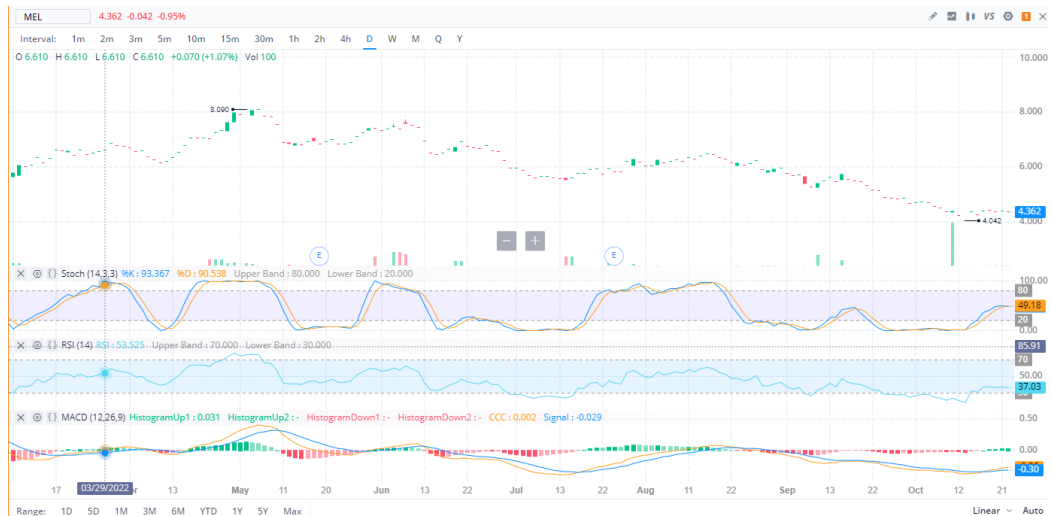 MEL 4.362 -0.042 -0.95% VS 1
Interval: 1m 2m 3m 5m 10m 15m 30m 1h 2h 4h D W M Q Y
O 6.610 H 6.610 L 6.610 C 6.610 +0.070 (+1.07%) Vol 100
10.000
8.090
8.000
6.000
4.362
4.042
4.000
E E
Stoch (14,3,3) %K : 93.367 %D : 90.538 Upper Band : 80.000 Lower Band : 20.000
100.00
80
49.18
20
0.00
RSI (14) RSI : 53.525 Upper Band : 70.000 Lower Band : 30.000
85.91
70
50.00
37.03
MACD (12,26,9) HistogramUp1 : 0.031 HistogramUp2 : - HistogramDown1 : - HistogramDown2 : - CCC : 0.002 Signal : -0.029
0.50
0.00
-0.30
17 03/29/2022 13 May 11 20 Jun 13 22 Jul 13 22 Aug 11 22 Sep 13 22 Oct 12 21
Range: 1D 5D 1M 3M 6M YTD 1Y 5Y Max Linear Auto